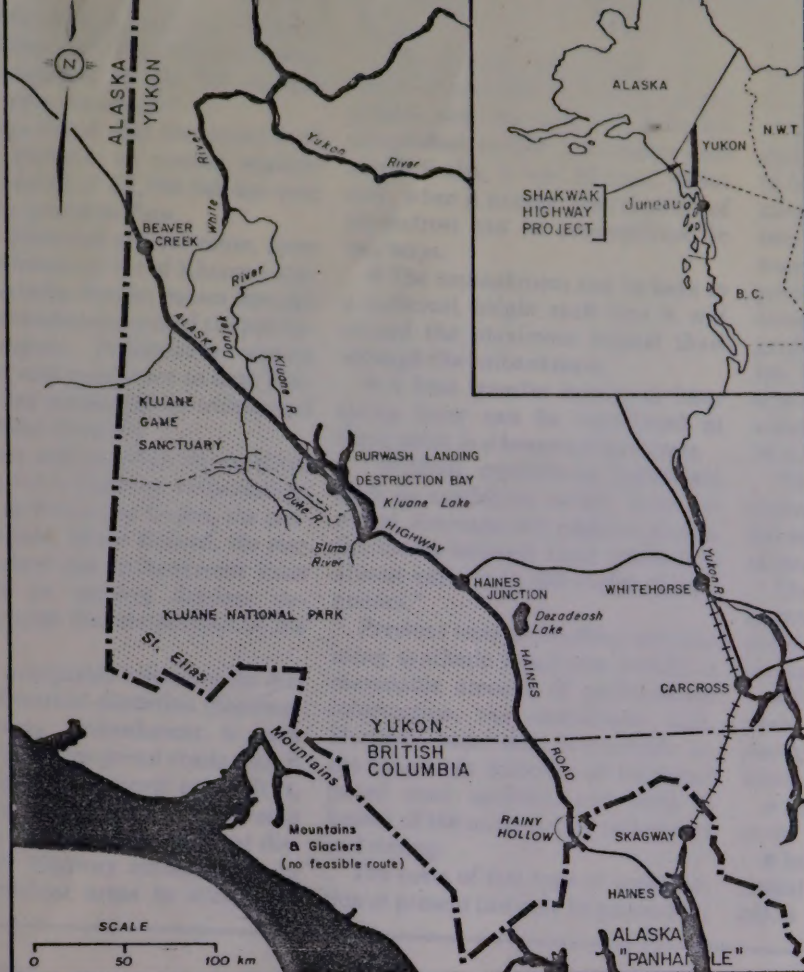 N
ALASKA
YUKON
ALASKA
YUKON
N.W.T.
SHAKWAK
HIGHWAY
PROJECT
Juneau
B.C.
White River
Yukon River
BEAVER
CREEK
ALASKA
River
Donjek
Kluane R.
KLUANE
GAME
SANCTUARY
BURWASH LANDING
DESTRUCTION BAY
Kluane Lake
Duke R.
HIGHWAY
Slims
River
HAINES
JUNCTION
WHITEHORSE
Yukon R.
Dezadeash
Lake
KLUANE NATIONAL PARK
HAINES
St. Elias
CARCROSS
YUKON
BRITISH
COLUMBIA
Mountains
ROAD
RAINY
HOLLOW
SKAGWAY
Mountains
& Glaciers
(no feasible route)
HAINES
ALASKA
"PANHANDLE"
SCALE
0 50 100 km